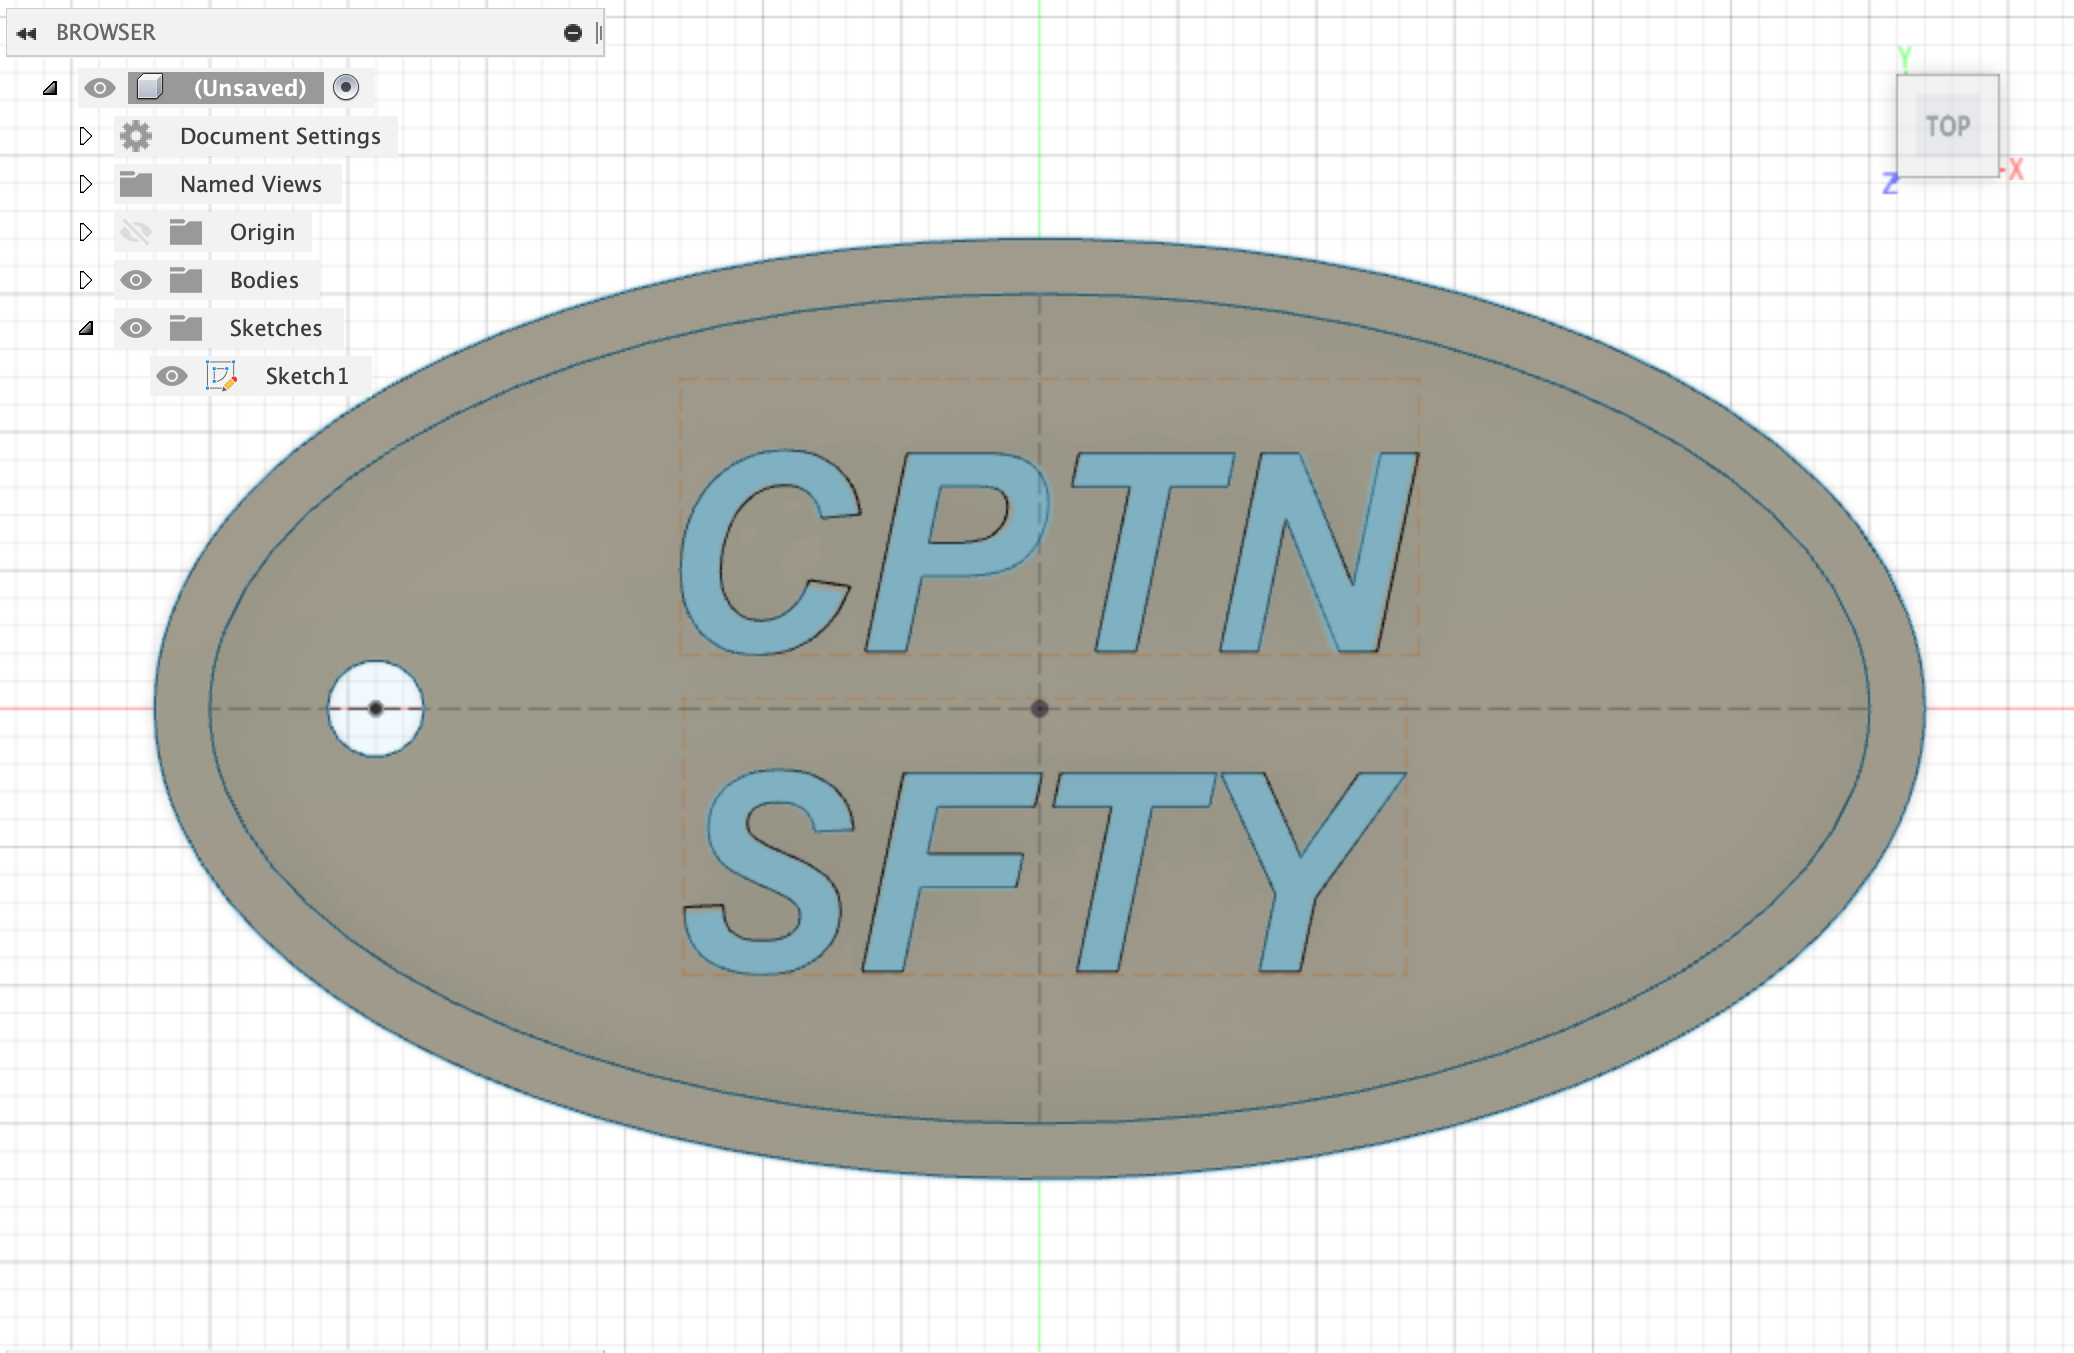 BROWSER
(Unsaved)
Document Settings
Named Views
Origin
Bodies
Sketches
Sketch1
Y
TOP
X
Z
CPTN
SFTY